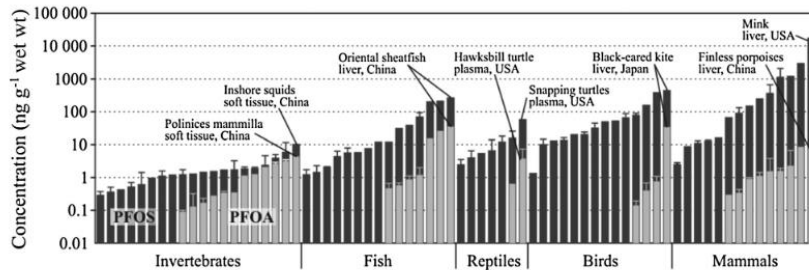 Concentration (ng g⁻¹ wet wt)
100 000
10 000
1000
100
10
1
0.1
0.01
Polinices mammilla
soft tissue, China
Inshore squids
soft tissue, China
Oriental sheatfish
liver, China
Hawksbill turtle
plasma, USA
Snapping turtles
plasma, USA
Black-eared kite
liver, Japan
Mink
liver, USA
Finless porpoises
liver, China
PFOS
PFOA
Invertebrates
Fish
Reptiles
Birds
Mammals